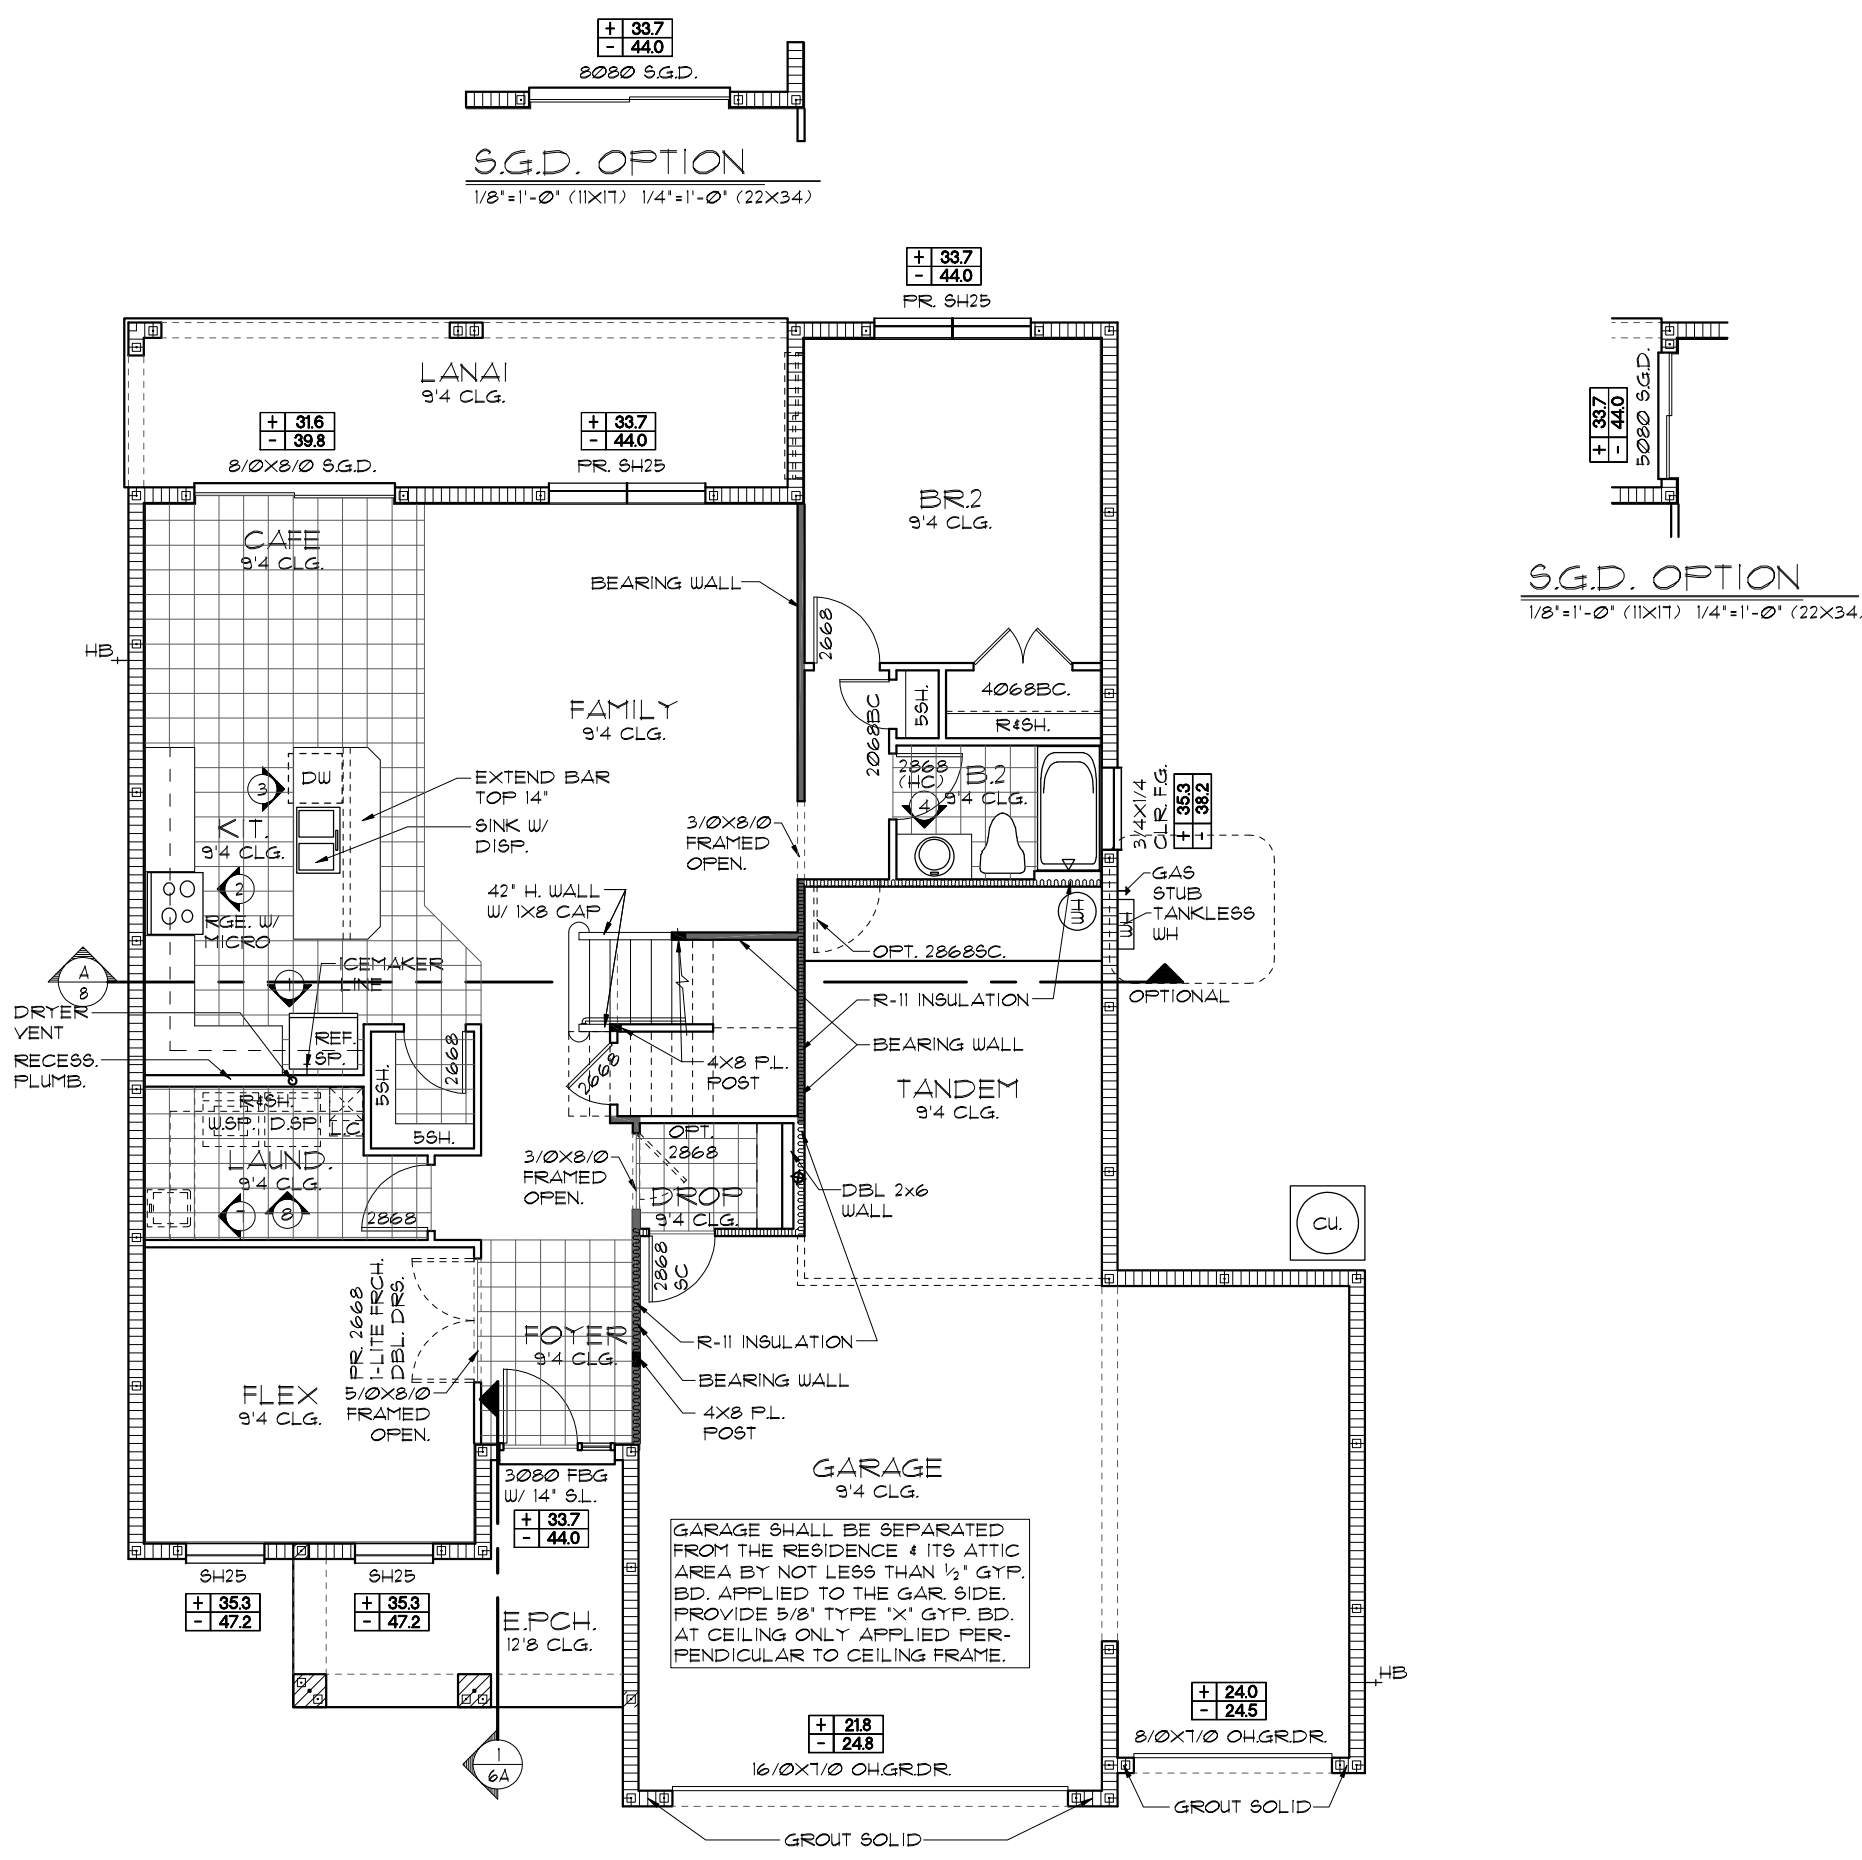 + 33.7
- 44.0
8080 S.G.D.
S.G.D. OPTION
1/8"=1'-0" (11X17) 1/4"=1'-0" (22X34)
+ 33.7
- 44.0
PR. SH25
LANAI
9'4 CLG.
+ 31.6
- 39.8
8/0X8/0 S.G.D.
+ 33.7
- 44.0
PR. SH25
+ 33.7
- 44.0
5080 S.G.D.
S.G.D. OPTION
1/8"=1'-0" (11X17) 1/4"=1'-0" (22X34)
BR.2
9'4 CLG.
CAFE
9'4 CLG.
BEARING WALL
2668
HB
FAMILY
9'4 CLG.
5SH.
4068BC.
R&SH.
2068BC
2868
(HC)
B.2
9'4 CLG.
4
3/4X1/4
CLR. FG.
+ 35.3
- 38.2
DW
3
EXTEND BAR
TOP 14"
SINK W/
DISP.
KIT.
9'4 CLG.
3/0X8/0
FRAMED
OPEN.
2
RGE. W/
MICRO
42" H. WALL
W/ 1X8 CAP
WH
GAS
STUB
TANKLESS
WH
WH
OPT. 2868SC.
A
8
1
ICEMAKER
LINE
R-11 INSULATION
OPTIONAL
DRYER
VENT
RECESS.
PLUMB.
REF.
SP.
2668
5SH.
5SH.
2668
4X8 P.L.
POST
BEARING WALL
TANDEM
9'4 CLG.
R&SH.
W.SP.
D.SP
L.C.
LAUND.
9'4 CLG.
8
2868
OPT.
2868
3/0X8/0
FRAMED
OPEN.
DROP
9'4 CLG.
DBL 2x6
WALL
CU.
2868
SC
PR. 2668
1-LITE FRCH.
DBL. DRS.
FOYER
9'4 CLG.
R-11 INSULATION
BEARING WALL
4X8 P.L.
POST
FLEX
9'4 CLG.
5/0X8/0
FRAMED
OPEN.
GARAGE
9'4 CLG.
3080 FBG
W/ 14" S.L.
+ 33.7
- 44.0
GARAGE SHALL BE SEPARATED
FROM THE RESIDENCE & ITS ATTIC
AREA BY NOT LESS THAN 1/2" GYP.
BD. APPLIED TO THE GAR. SIDE.
PROVIDE 5/8" TYPE "X" GYP. BD.
AT CEILING ONLY APPLIED PER-
PENDICULAR TO CEILING FRAME.
SH25
+ 35.3
- 47.2
SH25
+ 35.3
- 47.2
E.PCH.
12'8 CLG.
HB
+ 24.0
- 24.5
8/0X7/0 OH.GR.DR.
+ 21.8
- 24.8
16/0X7/0 OH.GR.DR.
1
6A
GROUT SOLID
GROUT SOLID